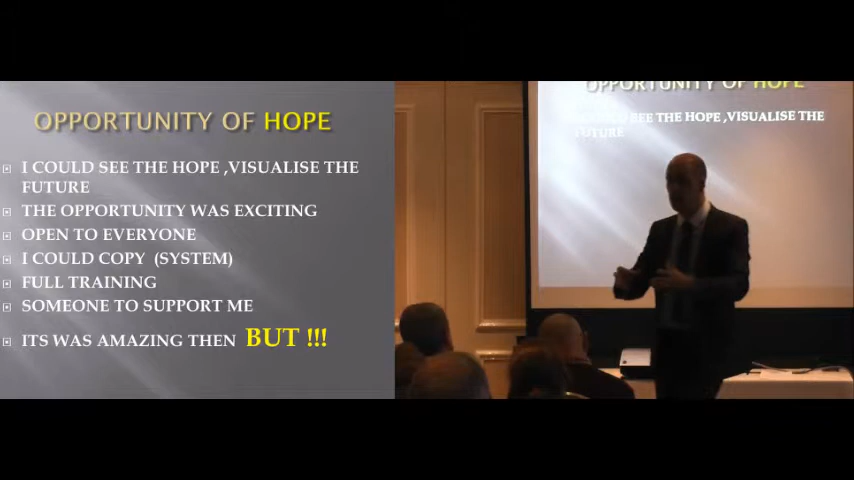 OPPORTUNITY OF HOPE
I COULD SEE THE HOPE ,VISUALISE THE
FUTURE
THE OPPORTUNITY WAS EXCITING
OPEN TO EVERYONE
I COULD COPY (SYSTEM)
FULL TRAINING
SOMEONE TO SUPPORT ME
ITS WAS AMAZING THEN BUT !!!
OPPORTUNITY OF HOPE
SEE THE HOPE ,VISUALISE THE
FUTURE